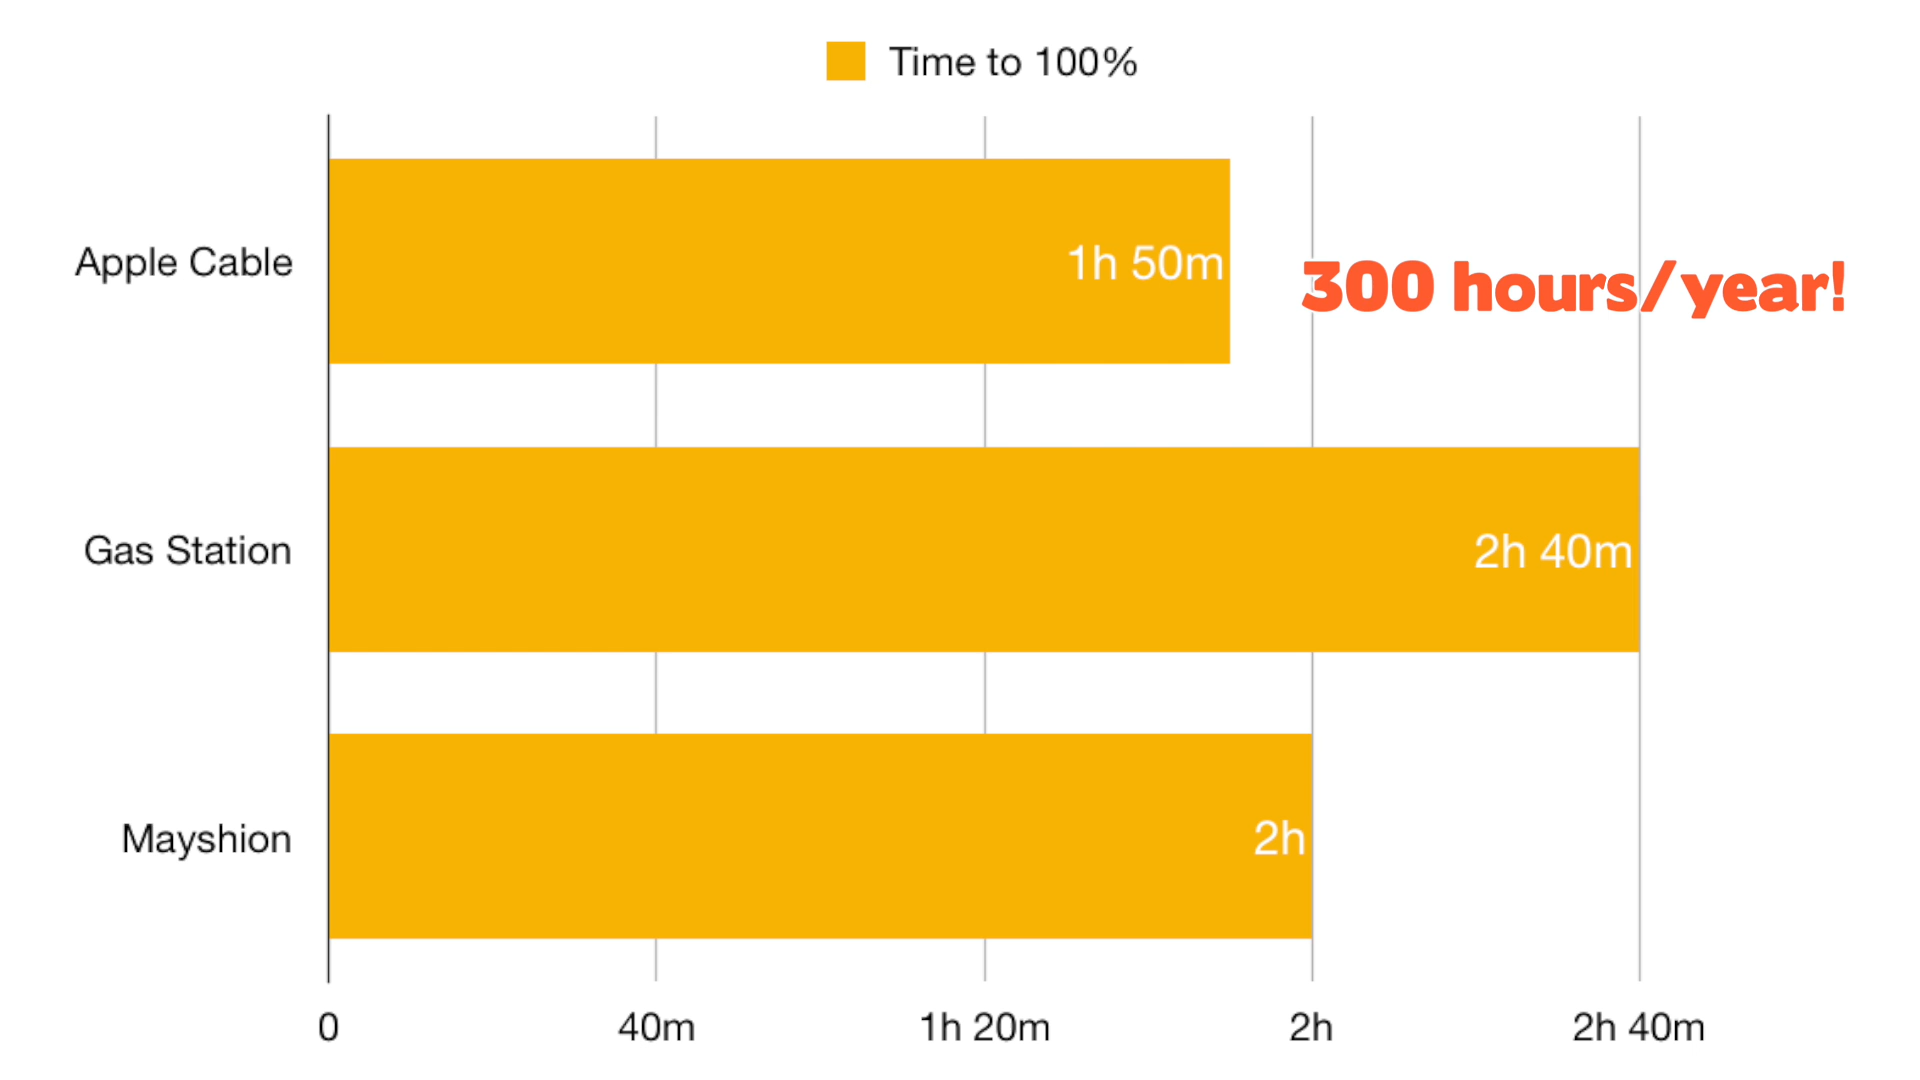 Time to 100%
Apple Cable
1h 50m
300 hours/year!
Gas Station
2h 40m
Mayshion
2h
0
40m
1h 20m
2h
2h 40m